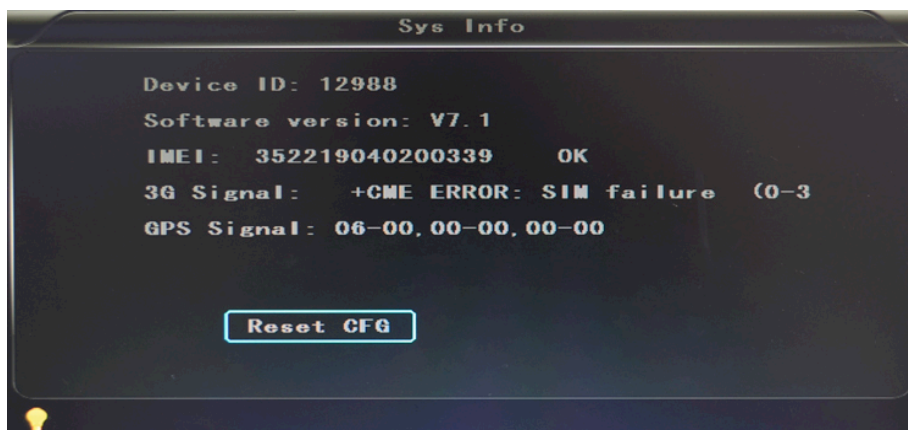 Sys Info
Device ID: 12988
Software version: V7.1
IMEI: 352219040200339 OK
3G Signal: +CME ERROR: SIM failure (0-3
GPS Signal: 06-00,00-00,00-00
Reset CFG